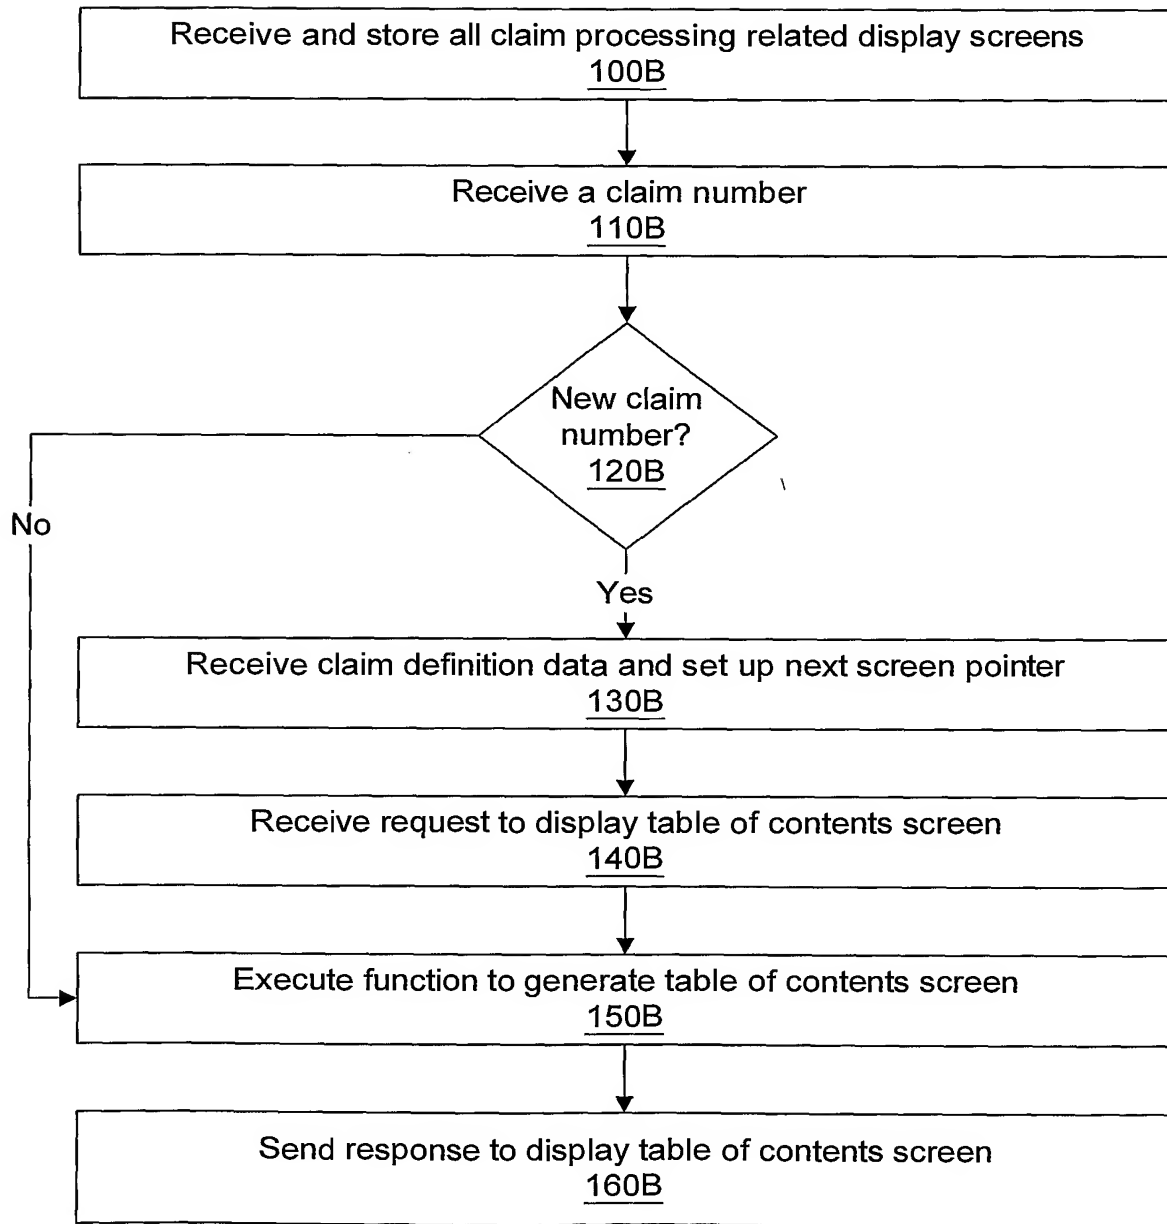 Receive and store all claim processing related display screens
100B
Receive a claim number
110B
New claim
number?
120B
No
Yes
Receive claim definition data and set up next screen pointer
130B
Receive request to display table of contents screen
140B
Execute function to generate table of contents screen
150B
Send response to display table of contents screen
160B